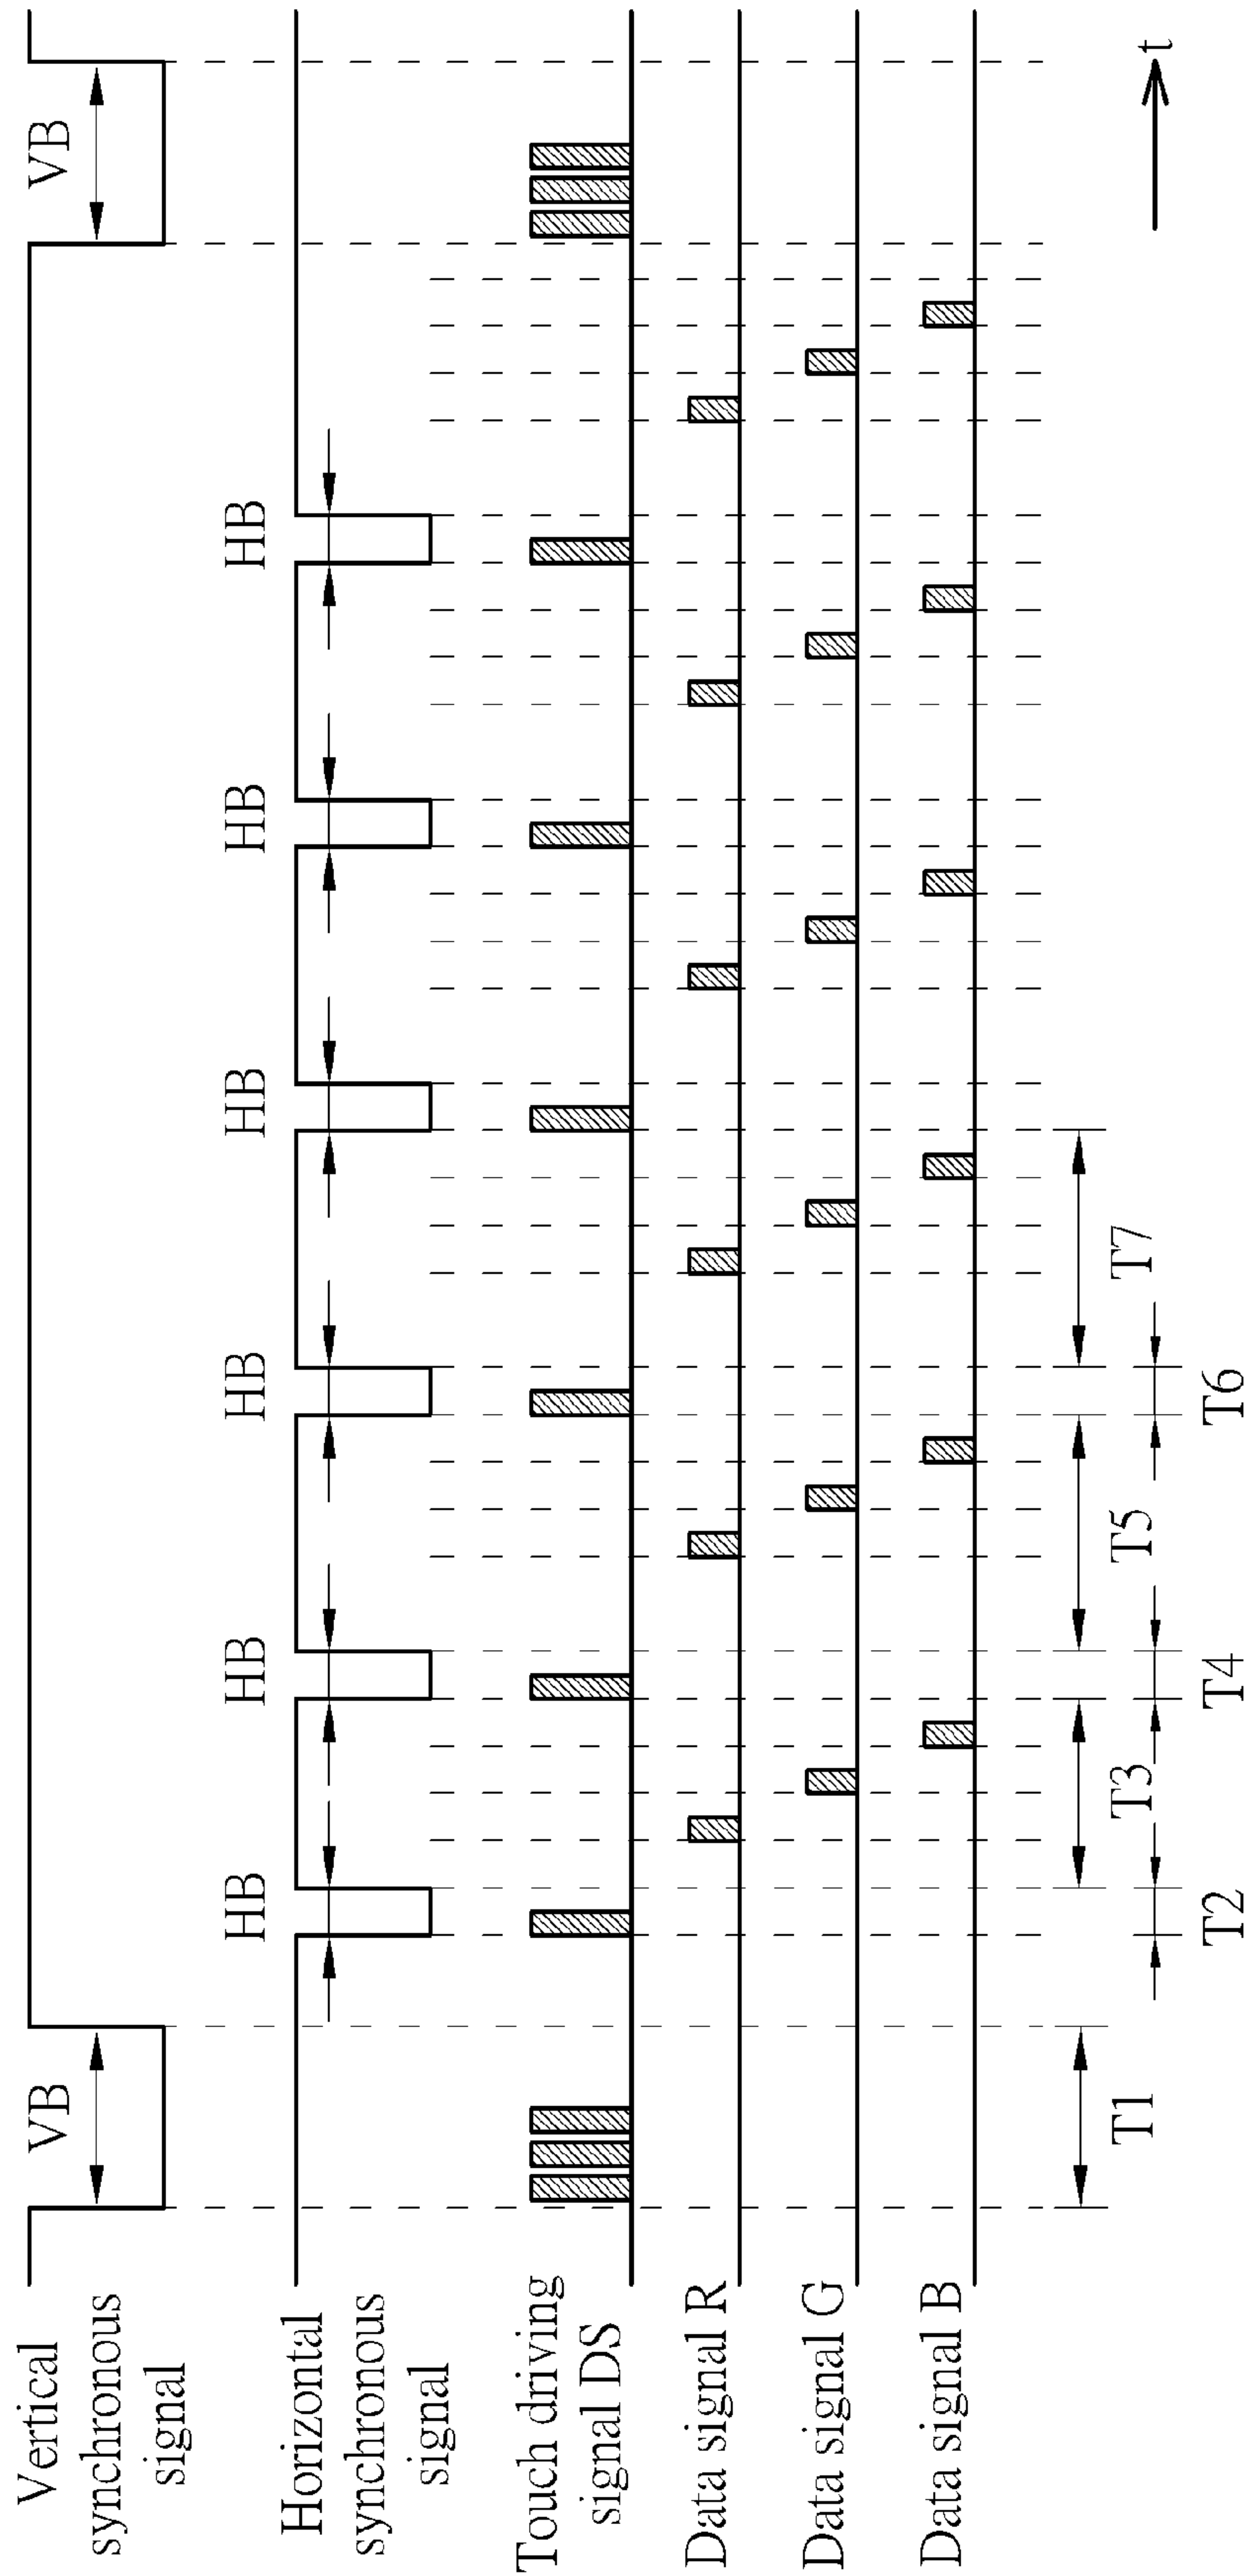 Vertical
synchronous
signal
VB
VB
Horizontal
synchronous
signal
HB
HB
HB
HB
HB
HB
Touch driving
signal DS
Data signal R
Data signal G
Data signal B
T1
T3
T5
T7
T2
T4
T6
t